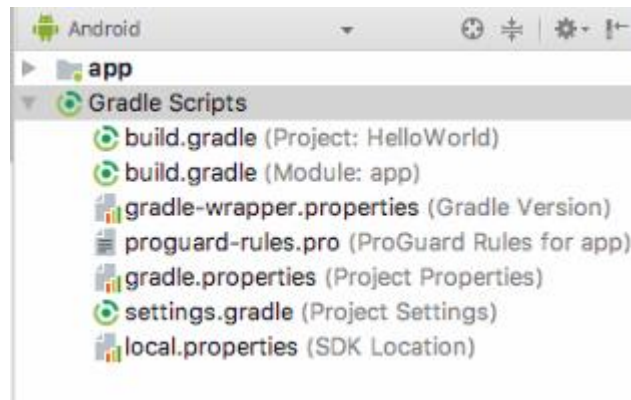 Android
app
Gradle Scripts
build.gradle (Project: HelloWorld)
build.gradle (Module: app)
gradle-wrapper.properties (Gradle Version)
proguard-rules.pro (ProGuard Rules for app)
gradle.properties (Project Properties)
settings.gradle (Project Settings)
local.properties (SDK Location)